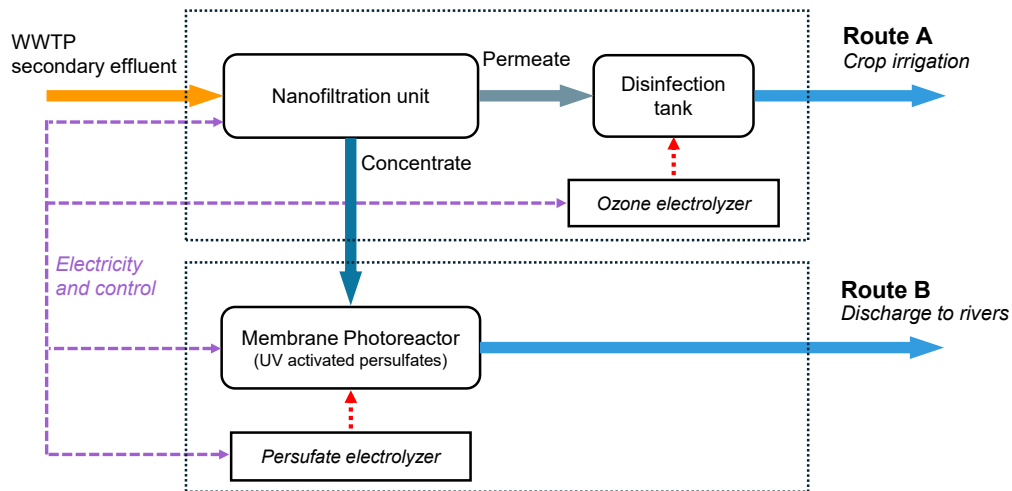 WWTP
secondary effluent
Nanofiltration unit
Permeate
Disinfection
tank
Route A
Crop irrigation
Concentrate
Ozone electrolyzer
Electricity
and control
Membrane Photoreactor
(UV activated persulfates)
Route B
Discharge to rivers
Persufate electrolyzer